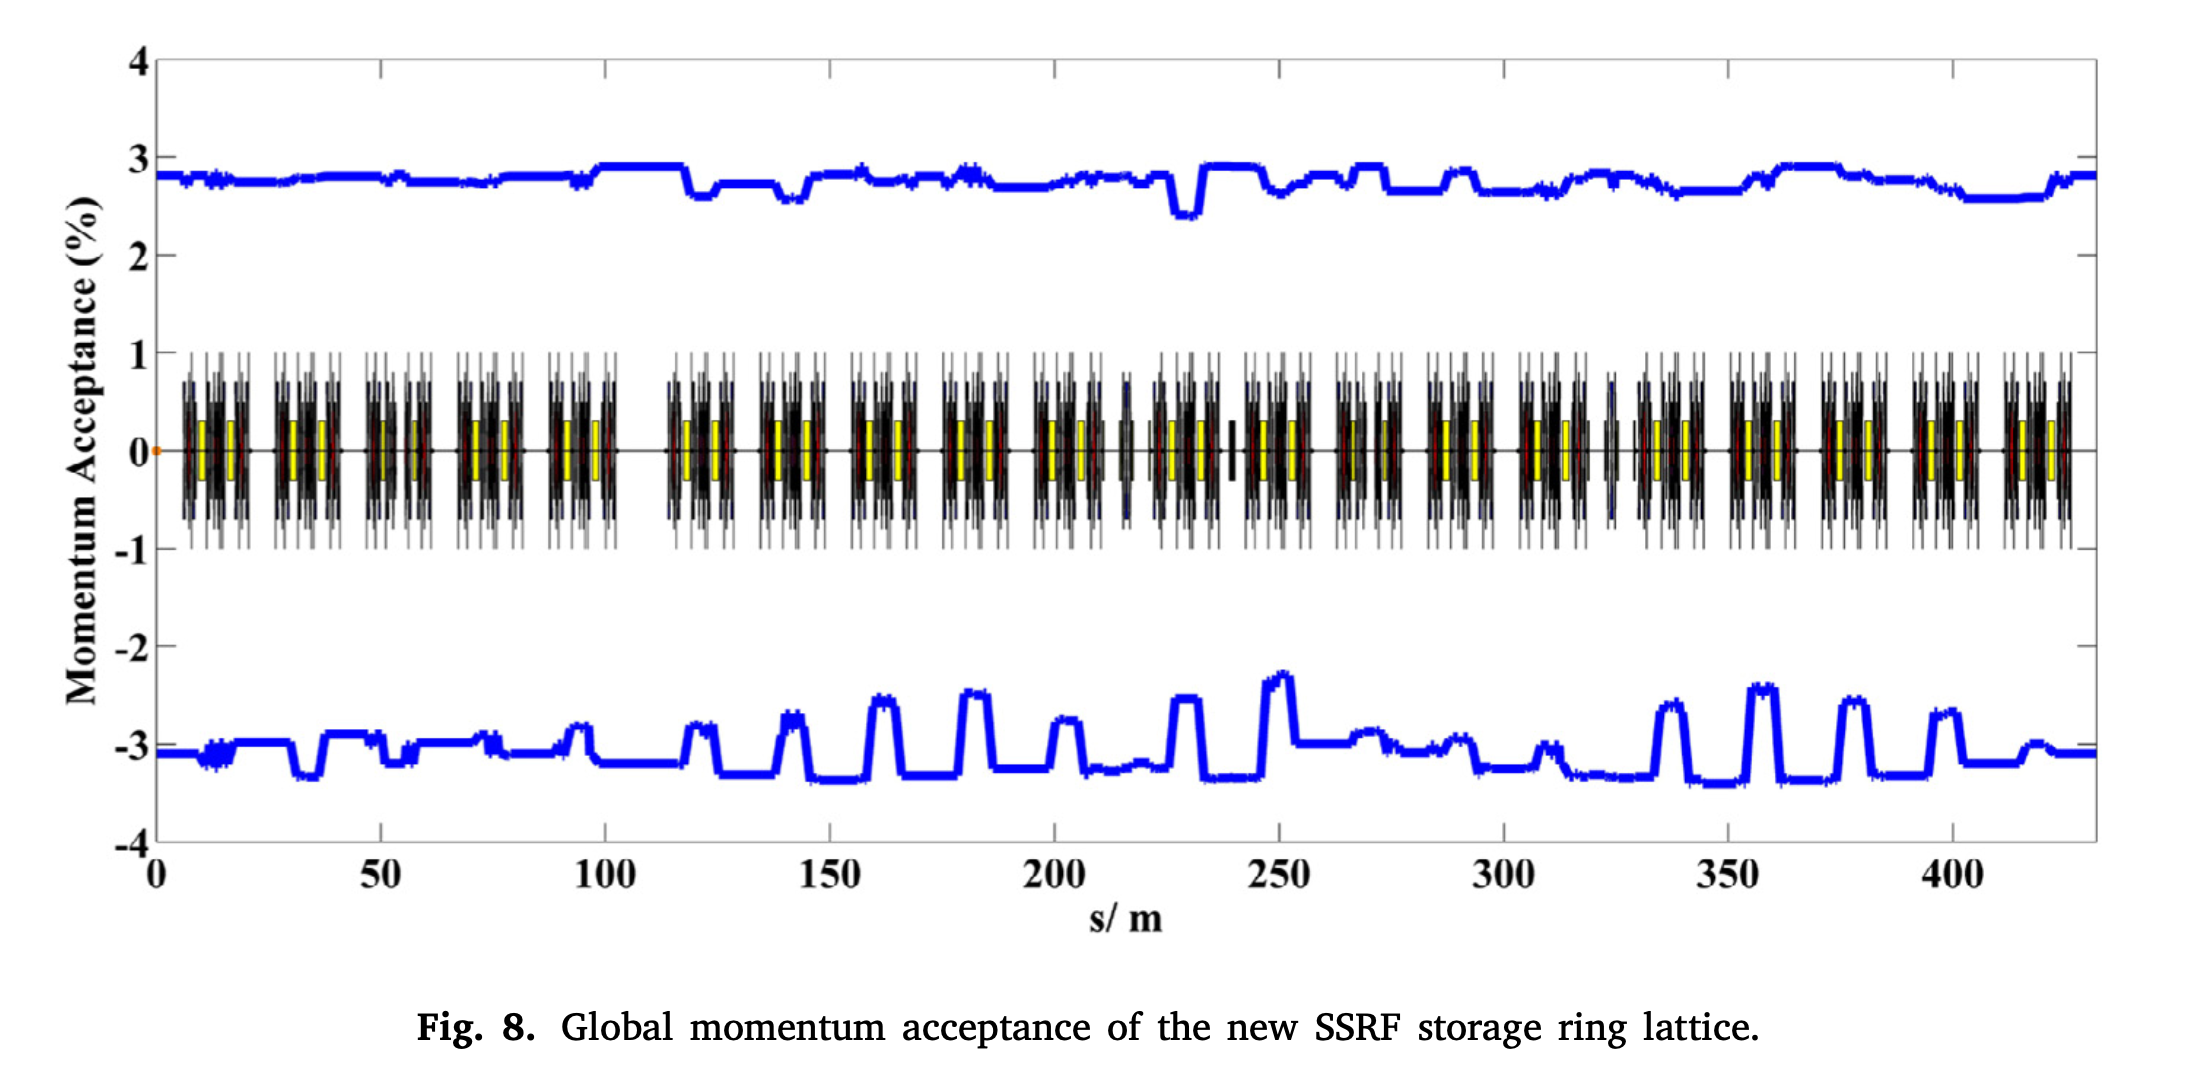 4
3
2
1
0
-1
-2
-3
-4
Momentum Acceptance (%)
0 50 100 150 200 250 300 350 400
s/ m
Fig. 8. Global momentum acceptance of the new SSRF storage ring lattice.